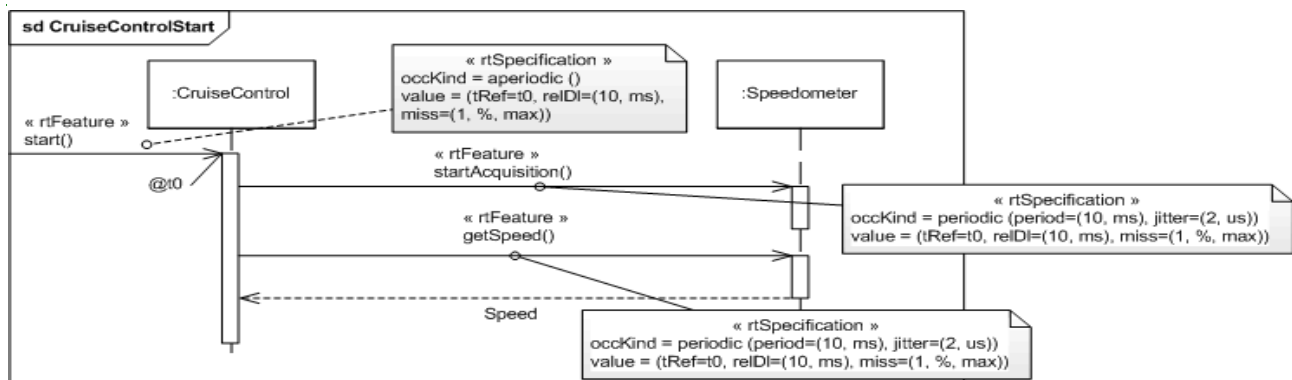 sd CruiseControlStart
« rtSpecification »
occKind = aperiodic ()
value = (tRef=t0, relDl=(10, ms),
miss=(1, %, max))
:CruiseControl
:Speedometer
« rtFeature »
start()
@t0
« rtFeature »
startAcquisition()
« rtSpecification »
occKind = periodic (period=(10, ms), jitter=(2, us))
value = (tRef=t0, relDl=(10, ms), miss=(1, %, max))
« rtFeature »
getSpeed()
Speed
« rtSpecification »
occKind = periodic (period=(10, ms), jitter=(2, us))
value = (tRef=t0, relDl=(10, ms), miss=(1, %, max))